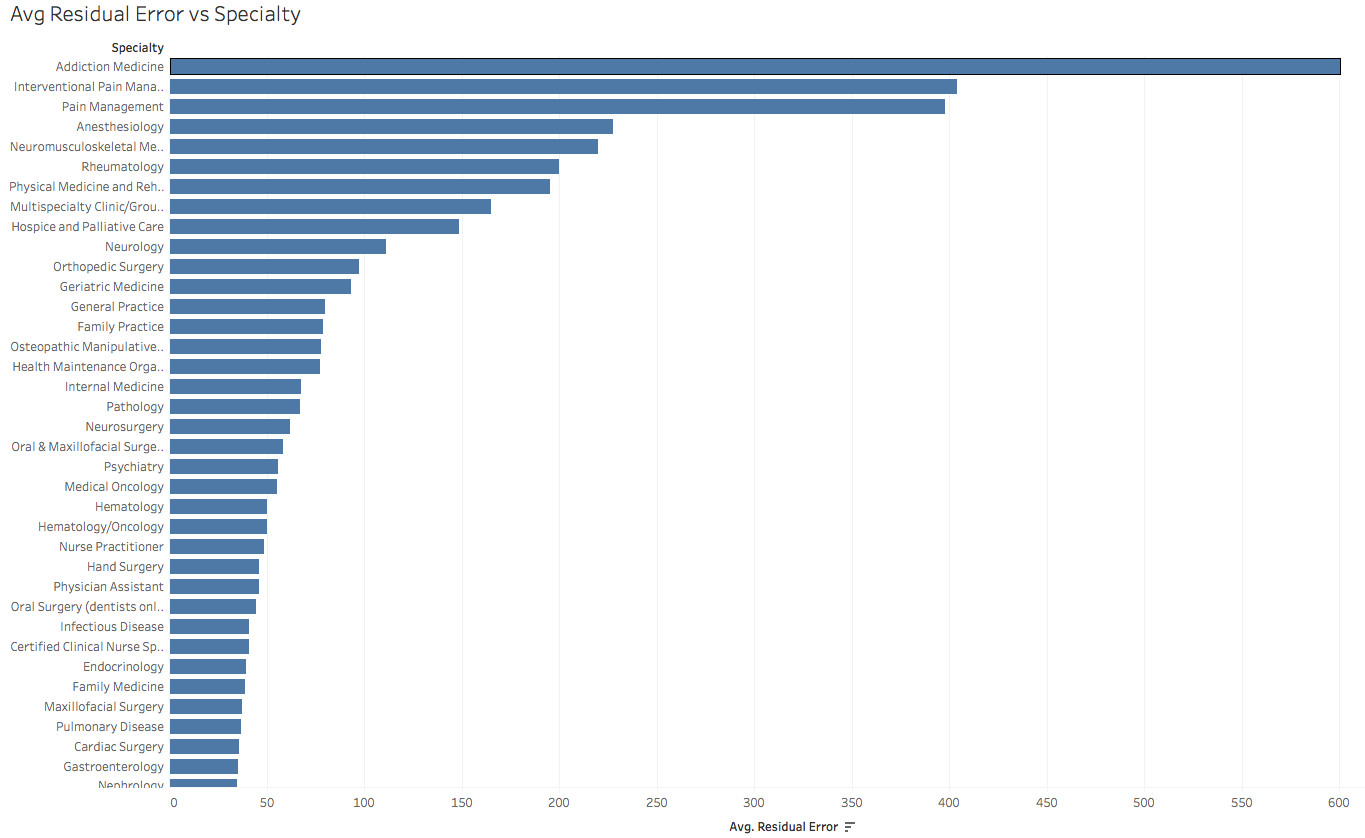 Avg Residual Error vs Specialty
Specialty
Addiction Medicine
Interventional Pain Mana..
Pain Management
Anesthesiology
Neuromusculoskeletal Me..
Rheumatology
Physical Medicine and Reh..
Multispecialty Clinic/Grou..
Hospice and Palliative Care
Neurology
Orthopedic Surgery
Geriatric Medicine
General Practice
Family Practice
Osteopathic Manipulative..
Health Maintenance Orga..
Internal Medicine
Pathology
Neurosurgery
Oral & Maxillofacial Surge..
Psychiatry
Medical Oncology
Hematology
Hematology/Oncology
Nurse Practitioner
Hand Surgery
Physician Assistant
Oral Surgery (dentists onl..
Infectious Disease
Certified Clinical Nurse Sp..
Endocrinology
Family Medicine
Maxillofacial Surgery
Pulmonary Disease
Cardiac Surgery
Gastroenterology
Nephrology
0 50 100 150 200 250 300 350 400 450 500 550 600
Avg. Residual Error